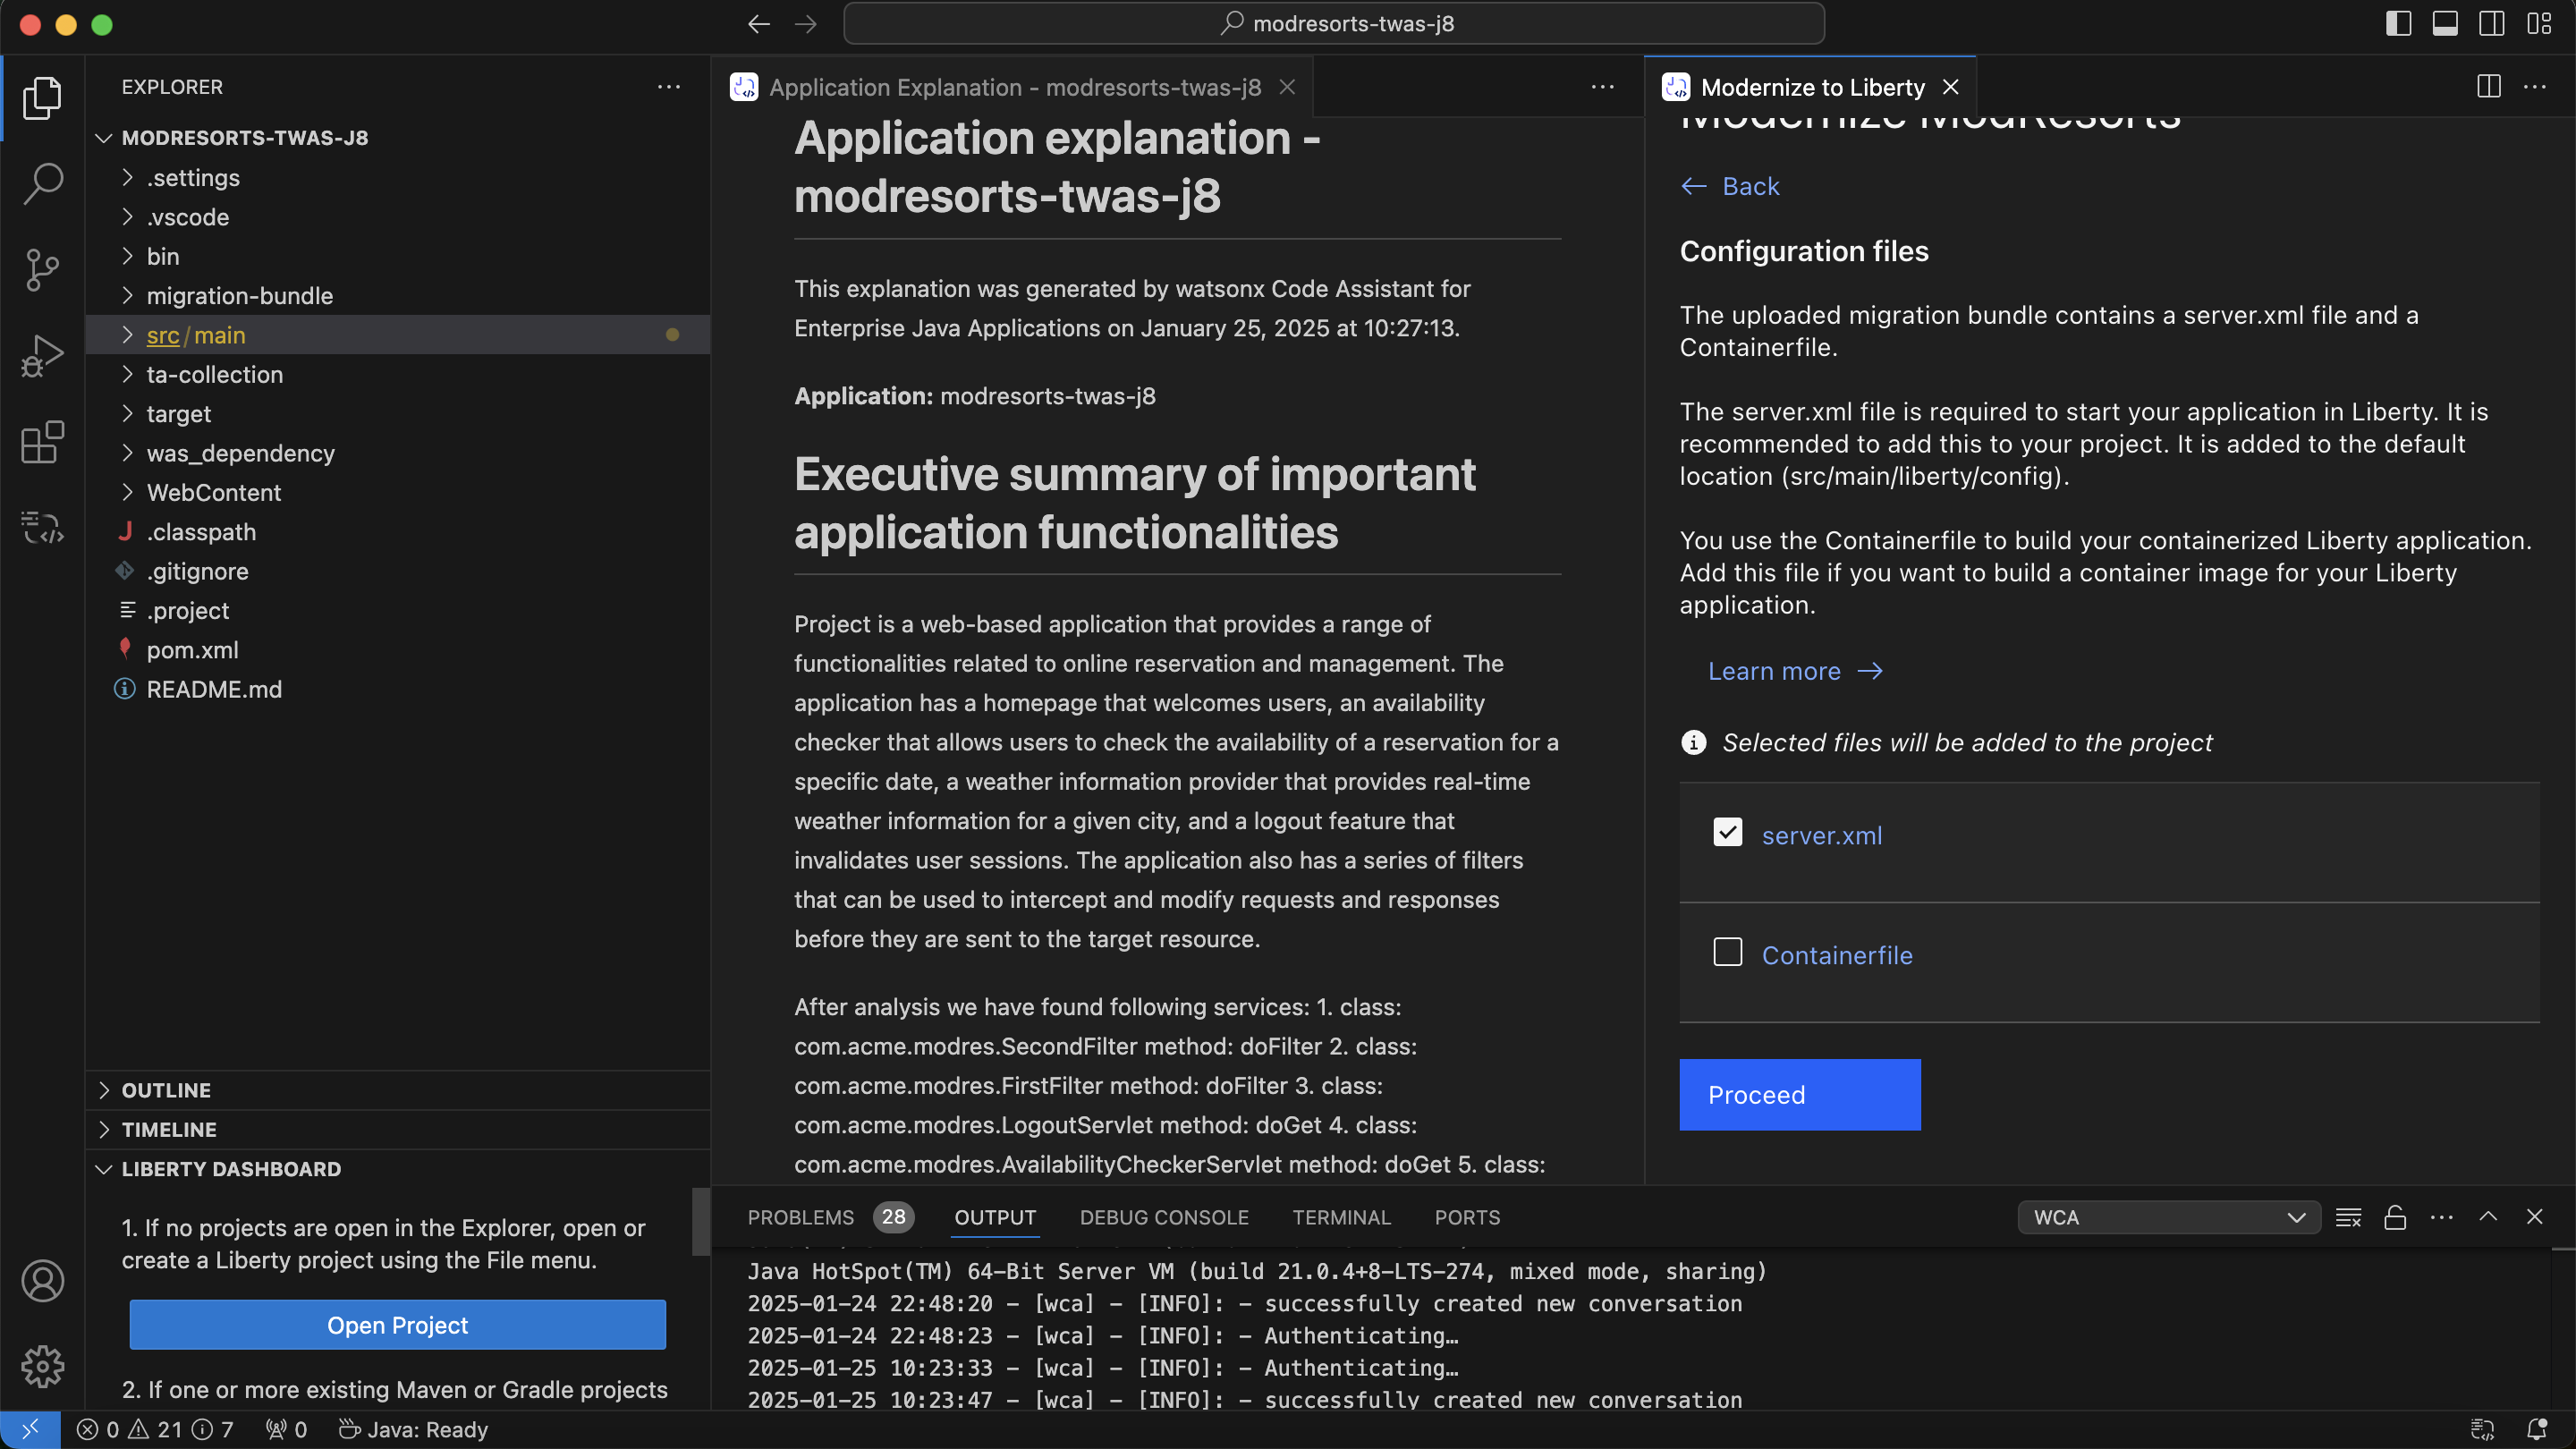 modresorts-twas-j8
EXPLORER
MODRESORTS-TWAS-J8
.settings
.vscode
bin
migration-bundle
src/main
ta-collection
target
was_dependency
WebContent
.classpath
.gitignore
.project
pom.xml
README.md
OUTLINE
TIMELINE
LIBERTY DASHBOARD
1. If no projects are open in the Explorer, open or
create a Liberty project using the File menu.
Open Project
2. If one or more existing Maven or Gradle projects
Application Explanation - modresorts-twas-j8
Application explanation -
modresorts-twas-j8
This explanation was generated by watsonx Code Assistant for
Enterprise Java Applications on January 25, 2025 at 10:27:13.
Application: modresorts-twas-j8
Executive summary of important
application functionalities
Project is a web-based application that provides a range of
functionalities related to online reservation and management. The
application has a homepage that welcomes users, an availability
checker that allows users to check the availability of a reservation for a
specific date, a weather information provider that provides real-time
weather information for a given city, and a logout feature that
invalidates user sessions. The application also has a series of filters
that can be used to intercept and modify requests and responses
before they are sent to the target resource.
After analysis we have found following services: 1. class:
com.acme.modres.SecondFilter method: doFilter 2. class:
com.acme.modres.FirstFilter method: doFilter 3. class:
com.acme.modres.LogoutServlet method: doGet 4. class:
com.acme.modres.AvailabilityCheckerServlet method: doGet 5. class:
Modernize to Liberty
Modernize ModResorts
Back
Configuration files
The uploaded migration bundle contains a server.xml file and a
Containerfile.
The server.xml file is required to start your application in Liberty. It is
recommended to add this to your project. It is added to the default
location (src/main/liberty/config).
You use the Containerfile to build your containerized Liberty application.
Add this file if you want to build a container image for your Liberty
application.
Learn more
Selected files will be added to the project
server.xml
Containerfile
Proceed
PROBLEMS 28 OUTPUT DEBUG CONSOLE TERMINAL PORTS
WCA
Java HotSpot(TM) 64-Bit Server VM (build 21.0.4+8-LTS-274, mixed mode, sharing)
2025-01-24 22:48:20 - [wca] - [INFO]: - successfully created new conversation
2025-01-24 22:48:23 - [wca] - [INFO]: - Authenticating…
2025-01-25 10:23:33 - [wca] - [INFO]: - Authenticating…
2025-01-25 10:23:47 - [wca] - [INFO]: - successfully created new conversation
0 21 7 0 Java: Ready